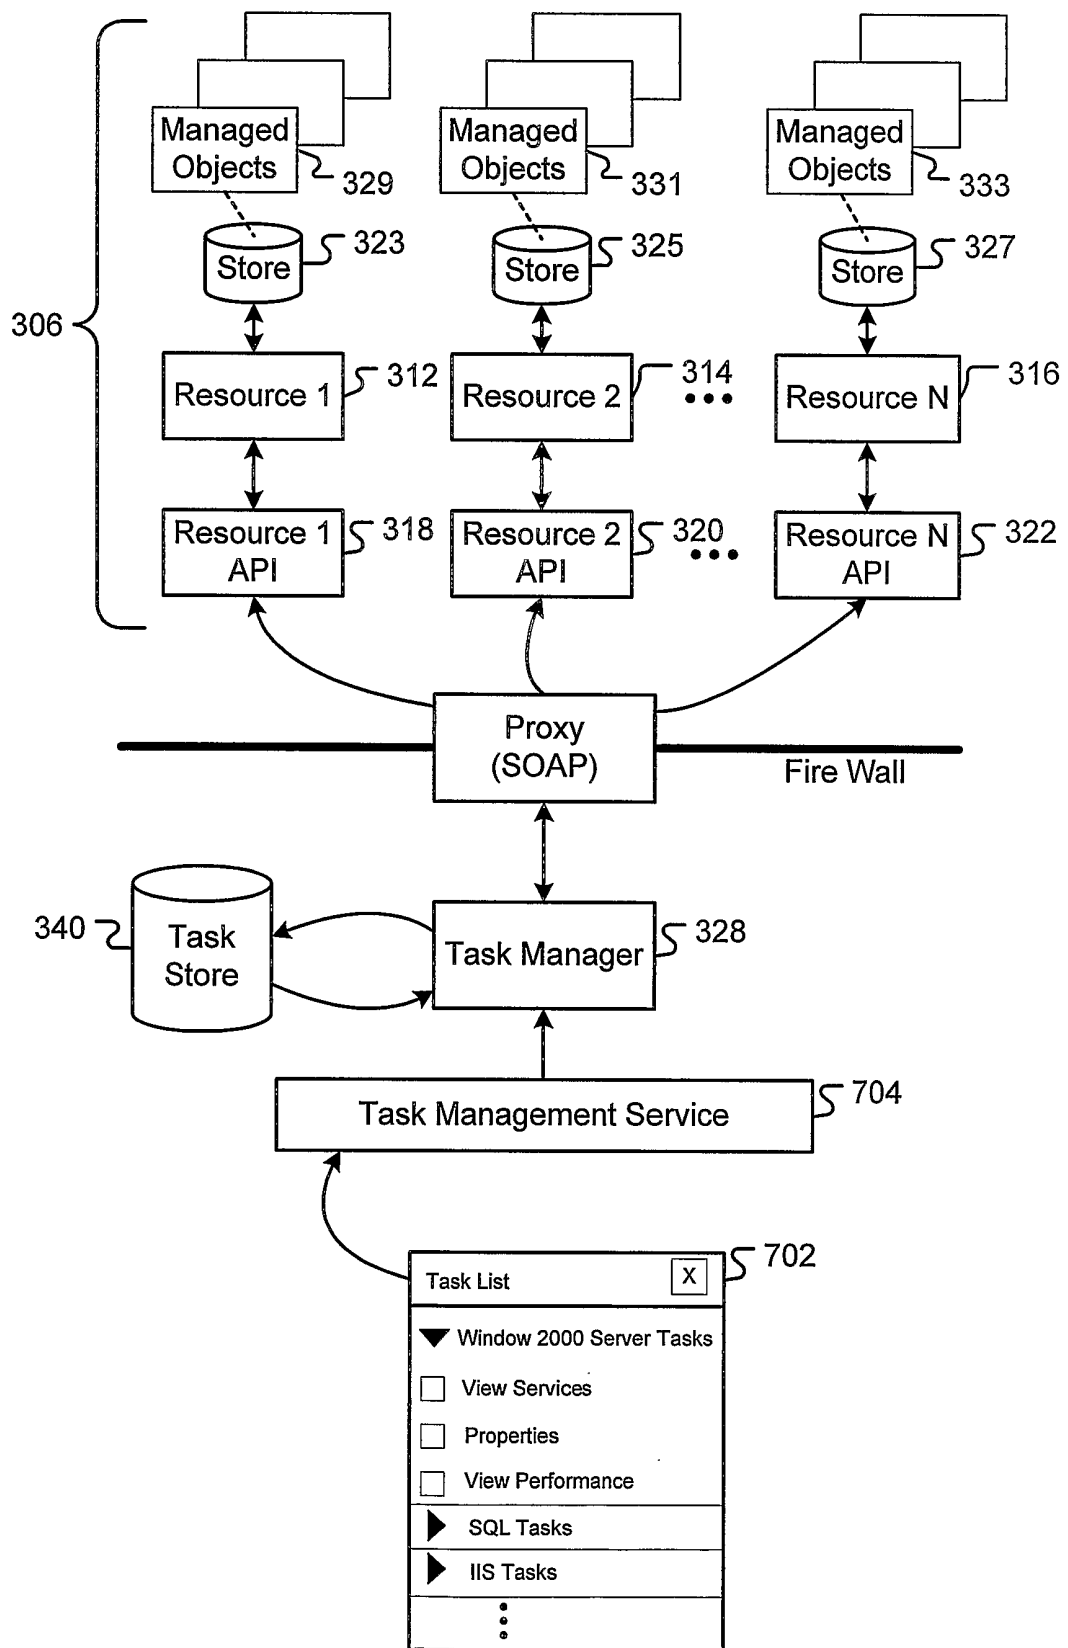 Managed
Objects
329
Managed
Objects
331
Managed
Objects
333
Store
323
Store
325
Store
327
306
Resource 1
312
Resource 2
314
Resource N
316
Resource 1
API
318
Resource 2
API
320
Resource N
API
322
Proxy
(SOAP)
Fire Wall
340
Task
Store
Task Manager
328
Task Management Service
704
702
Task List
X
Window 2000 Server Tasks
View Services
Properties
View Performance
SQL Tasks
IIS Tasks